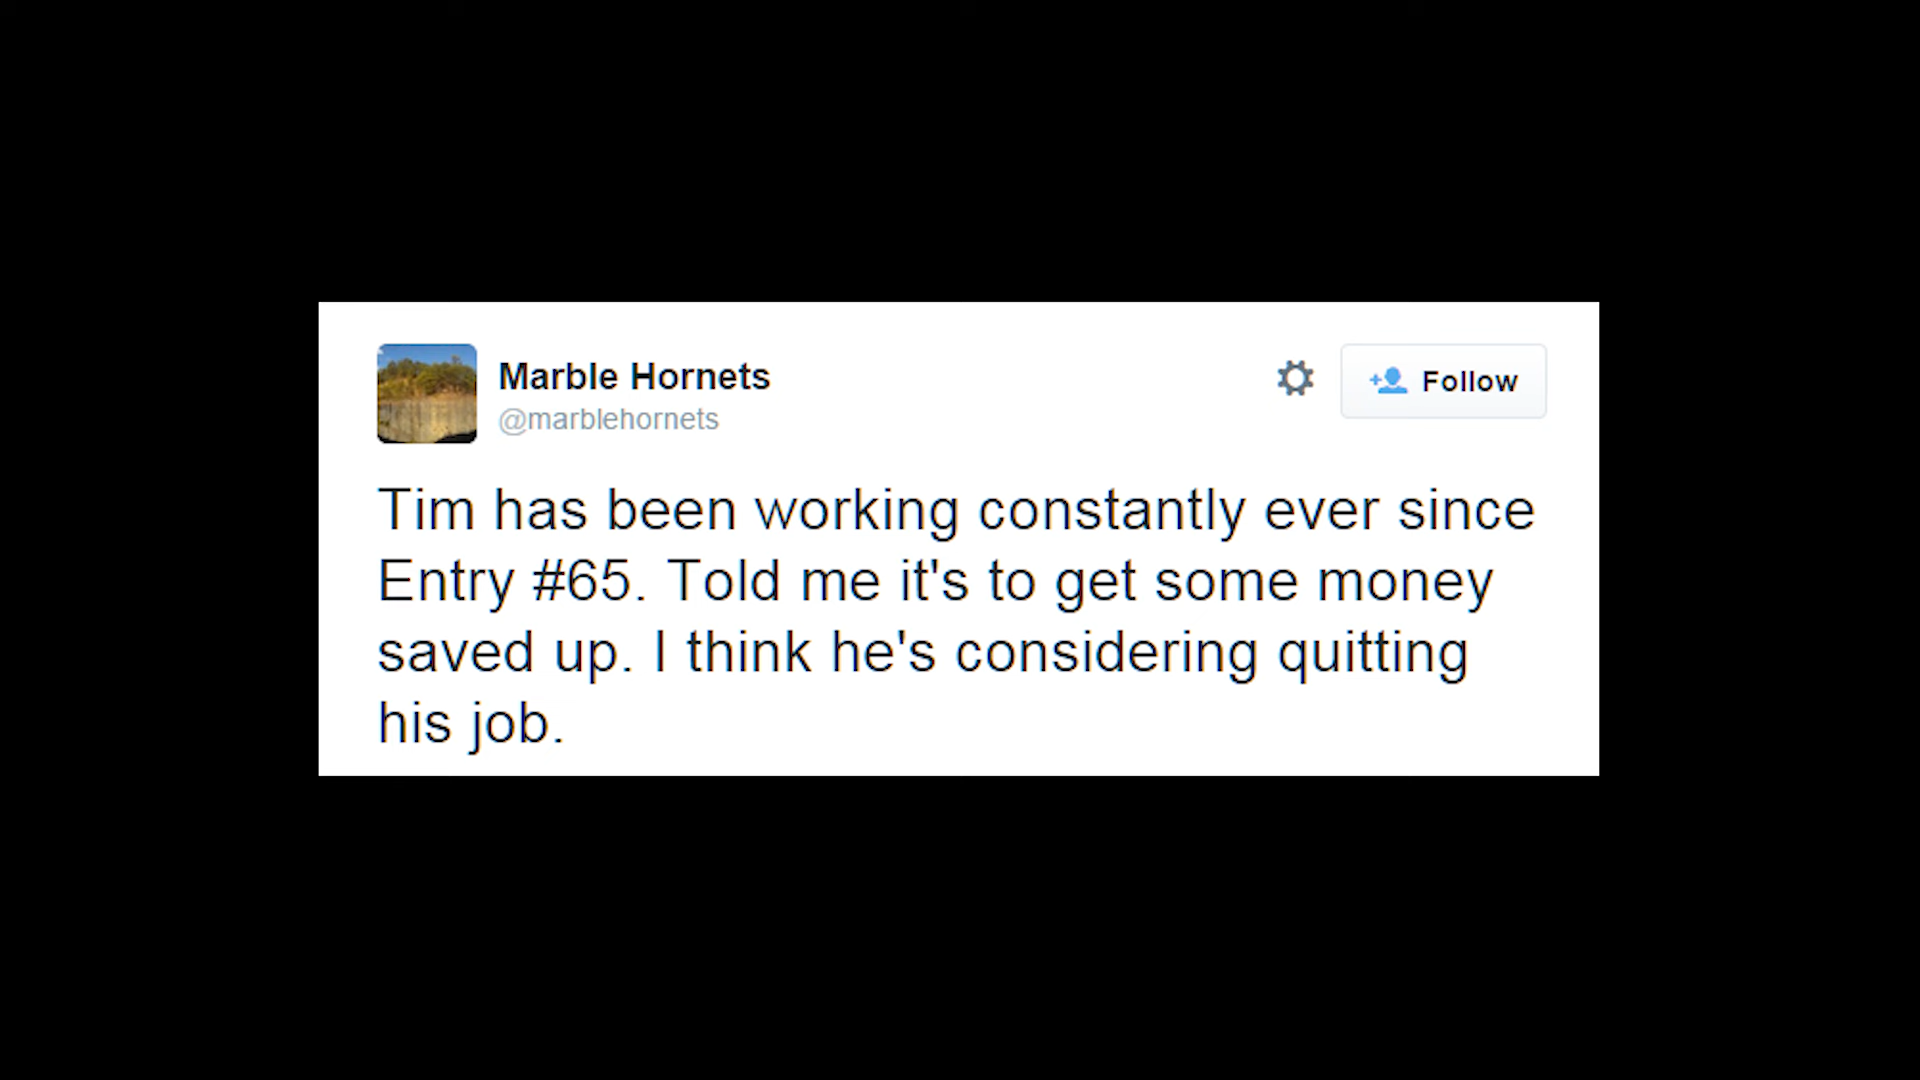 Marble Hornets
@marblehornets
Follow
Tim has been working constantly ever since
Entry #65. Told me it's to get some money
saved up. I think he's considering quitting
his job.